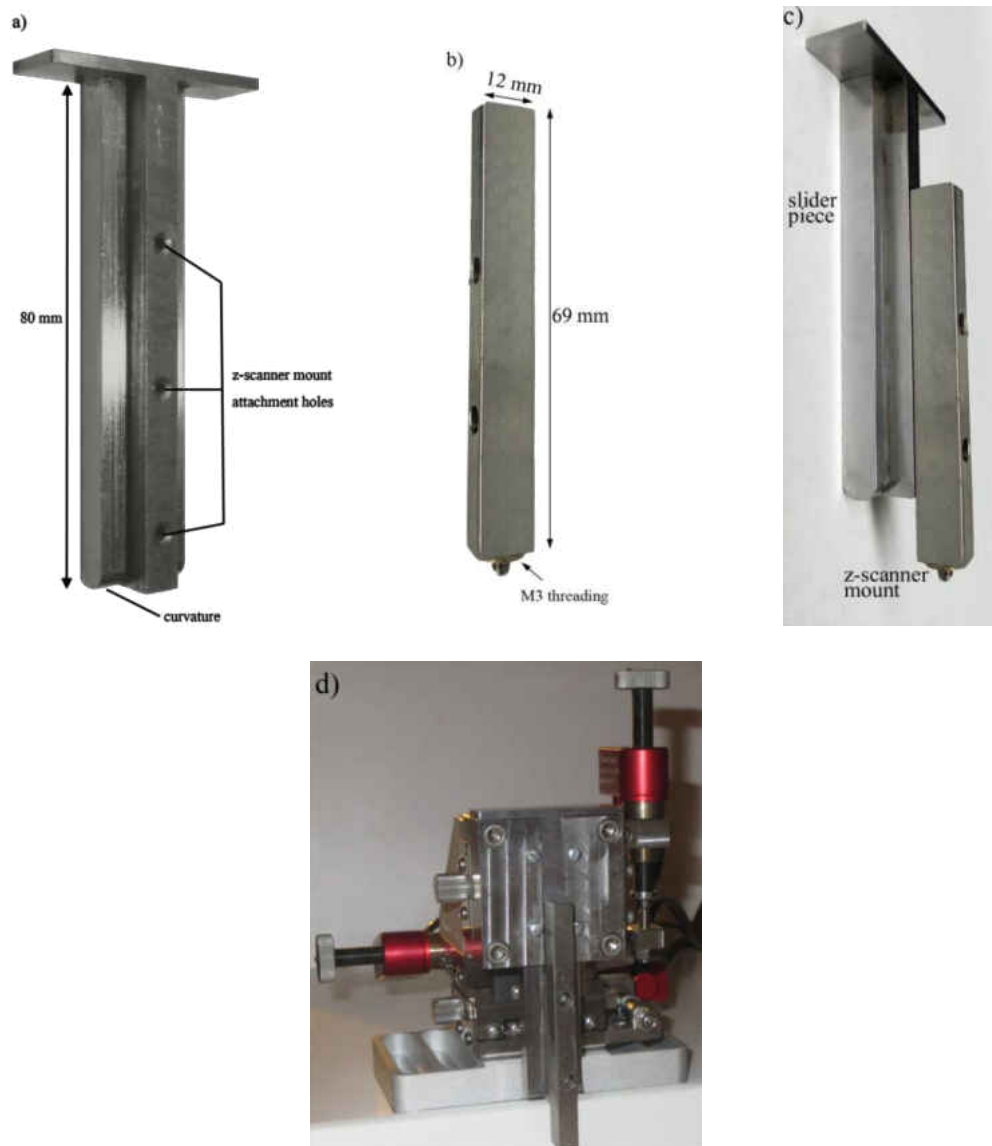 a)
80 mm
z-scanner mount
attachment holes
curvature
b)
12 mm
69 mm
M3 threading
c)
slider
piece
z-scanner
mount
d)